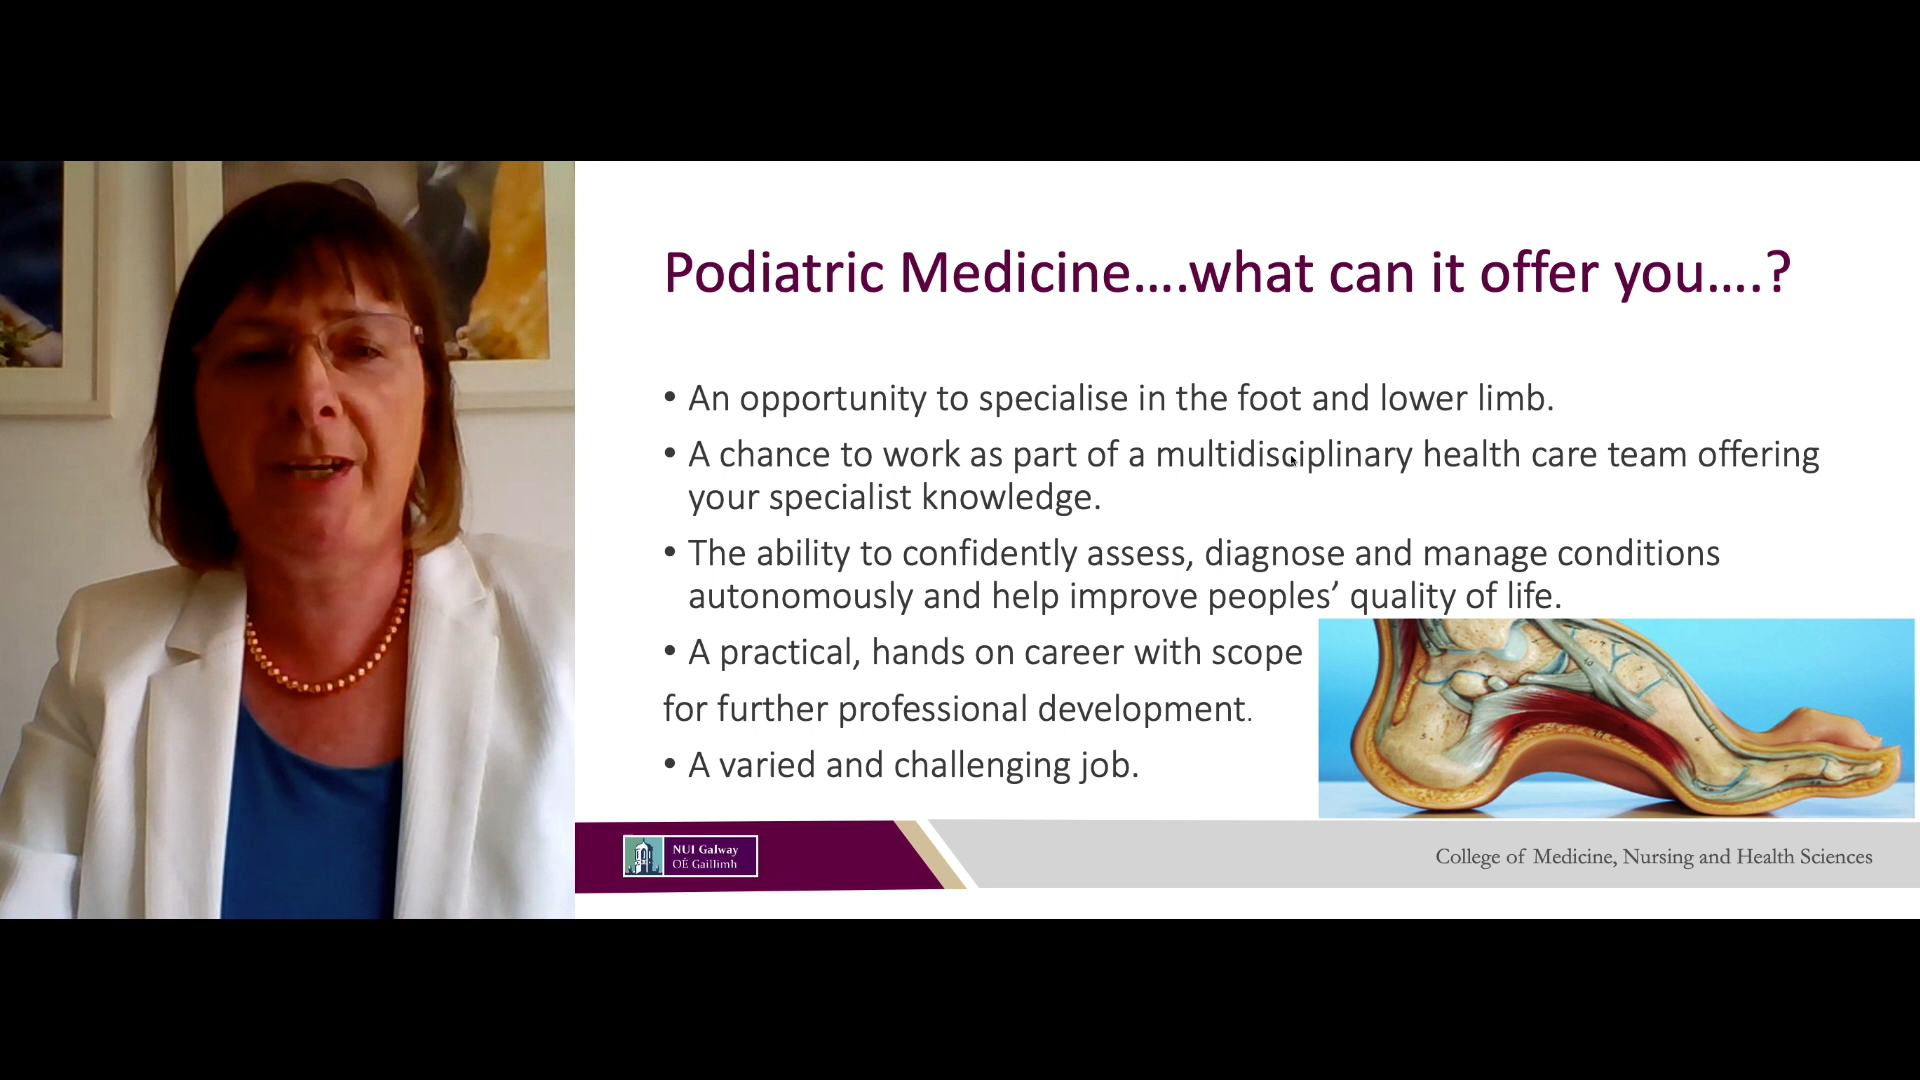 Podiatric Medicine....what can it offer you....?
• An opportunity to specialise in the foot and lower limb.
• A chance to work as part of a multidisciplinary health care team offering
your specialist knowledge.
• The ability to confidently assess, diagnose and manage conditions
autonomously and help improve peoples’ quality of life.
• A practical, hands on career with scope
for further professional development.
• A varied and challenging job.
NUI Galway
OÉ Gaillimh
College of Medicine, Nursing and Health Sciences